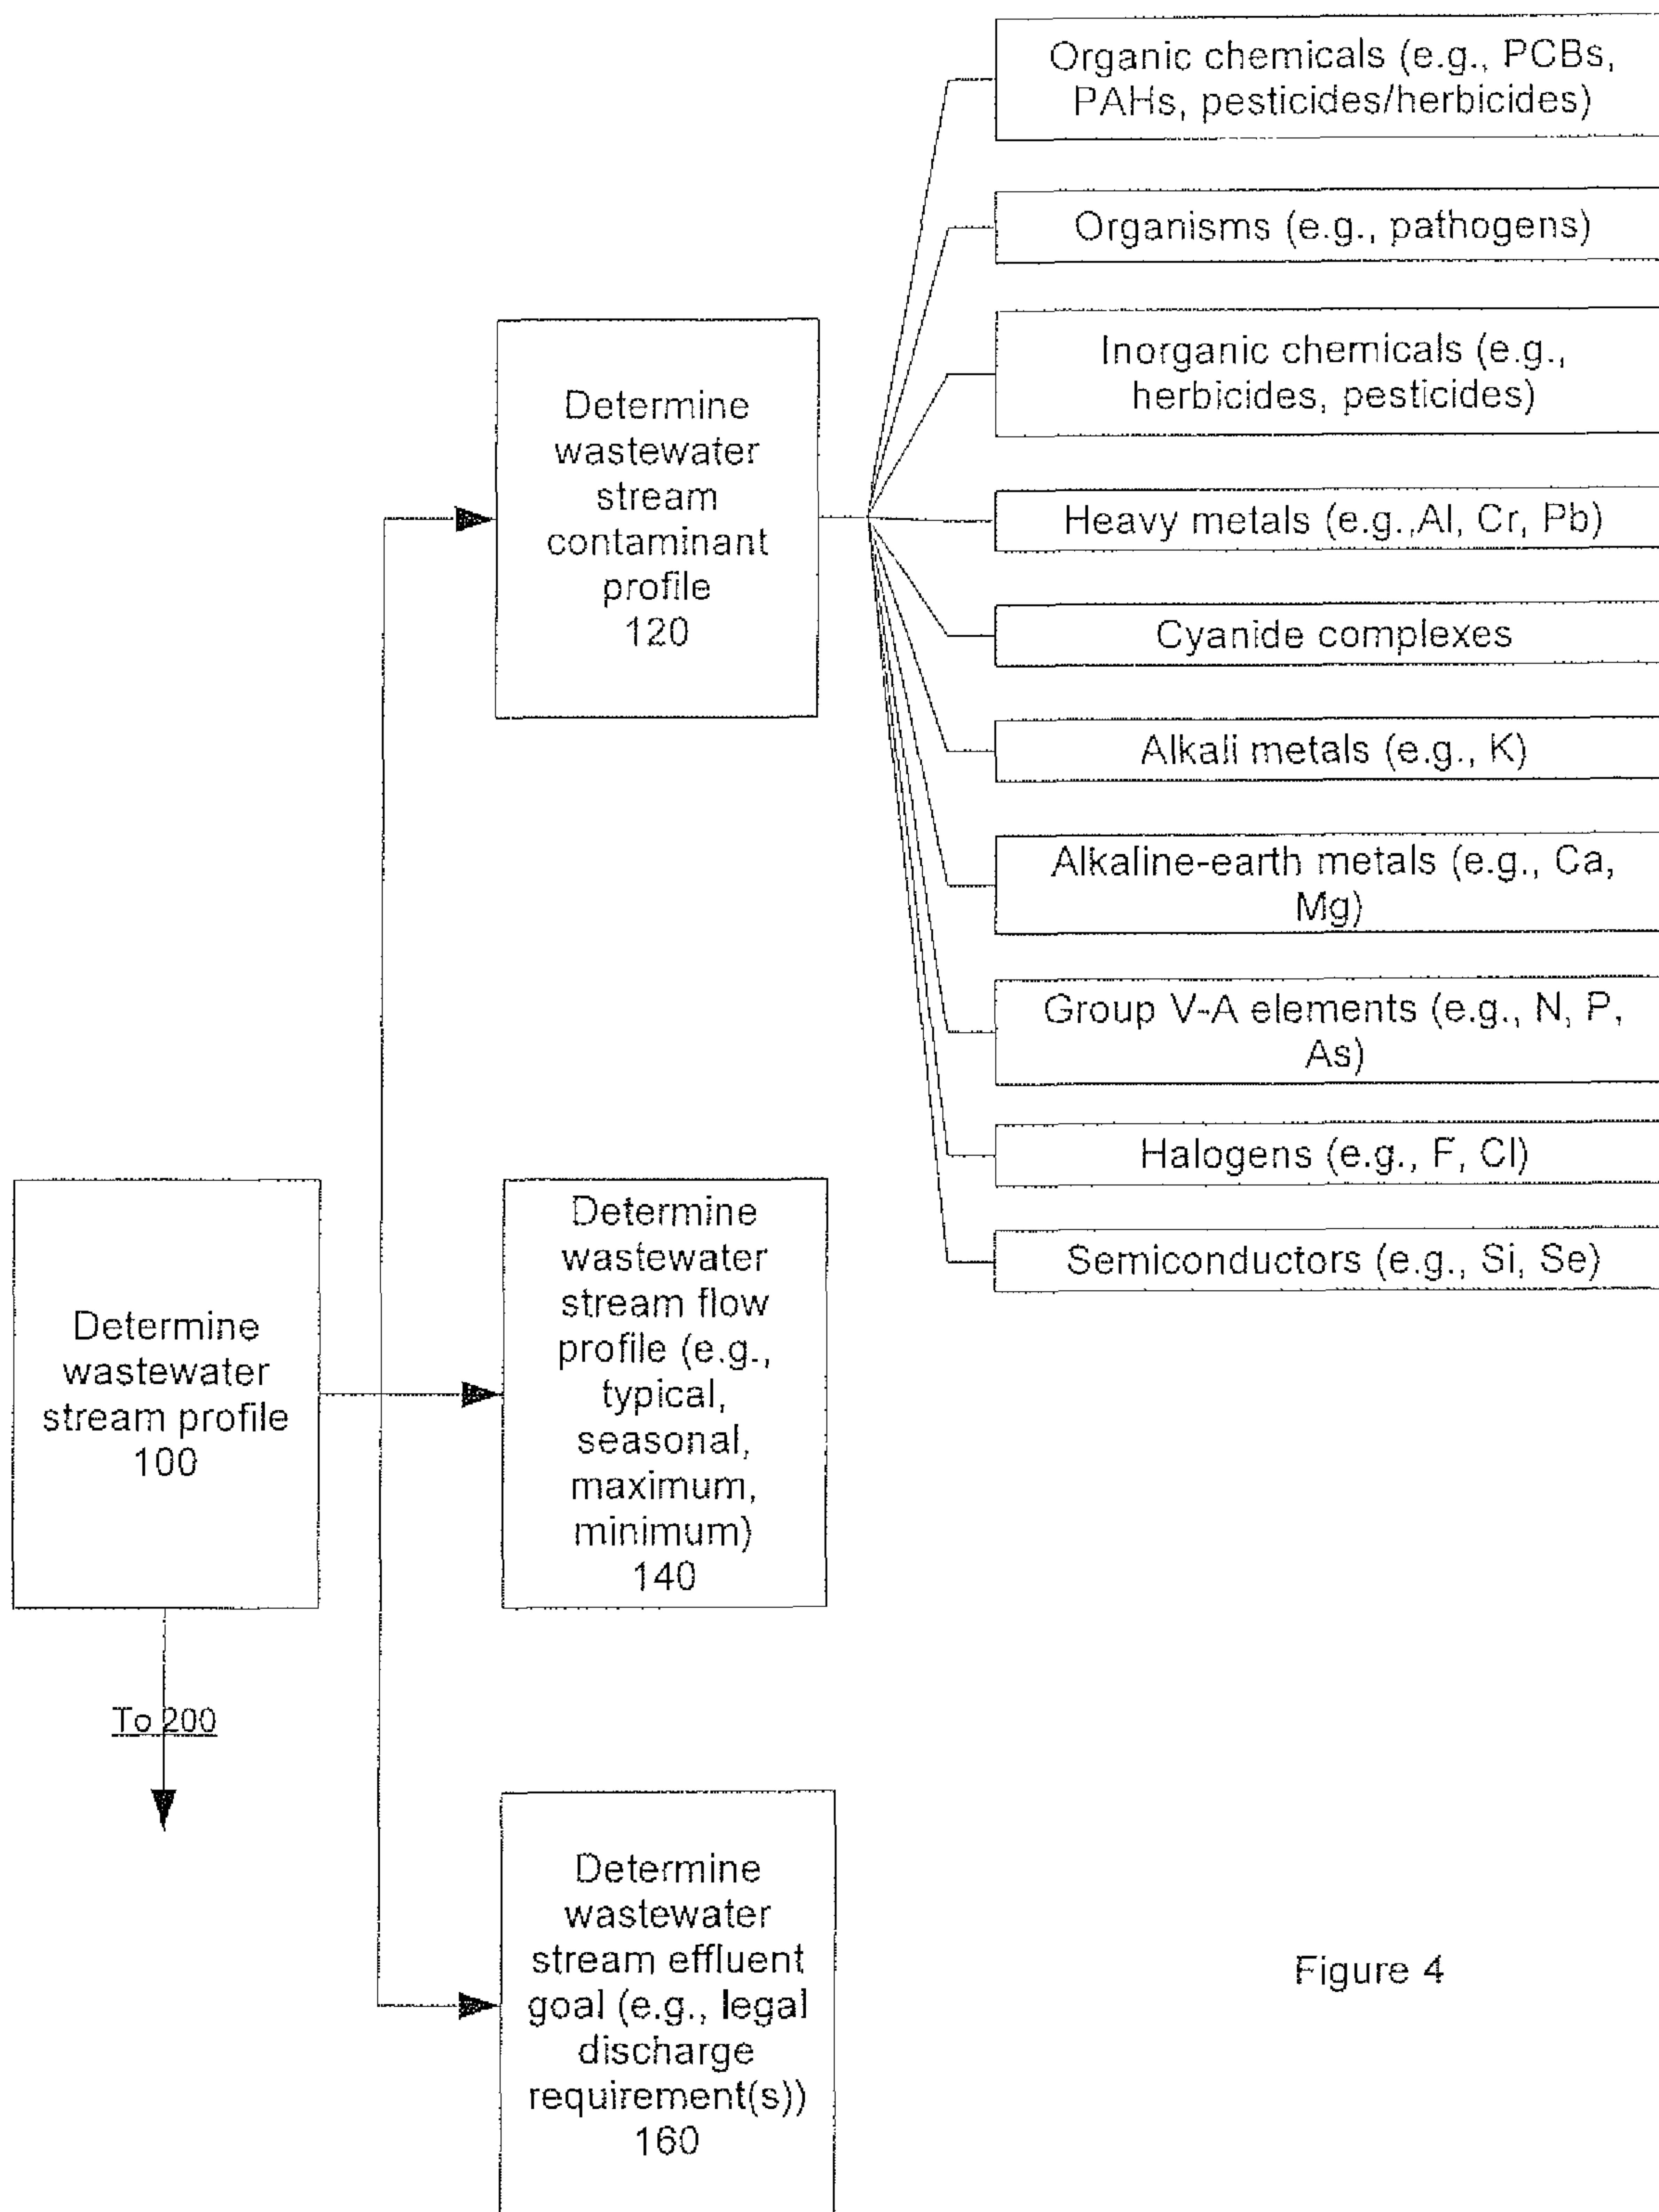 Organic chemicals (e.g., PCBs,
PAHs, pesticides/herbicides)
Organisms (e.g., pathogens)
Inorganic chemicals (e.g.,
herbicides, pesticides)
Heavy metals (e.g.,Al, Cr, Pb)
Cyanide complexes
Alkali metals (e.g., K)
Alkaline-earth metals (e.g., Ca,
Mg)
Group V-A elements (e.g., N, P,
As)
Halogens (e.g., F, Cl)
Semiconductors (e.g., Si, Se)
Determine
wastewater
stream
contaminant
profile
120
Determine
wastewater
stream flow
profile (e.g.,
typical,
seasonal,
maximum,
minimum)
140
Determine
wastewater
stream profile
100
To 200
Determine
wastewater
stream effluent
goal (e.g., legal
discharge
requirement(s))
160
Figure 4